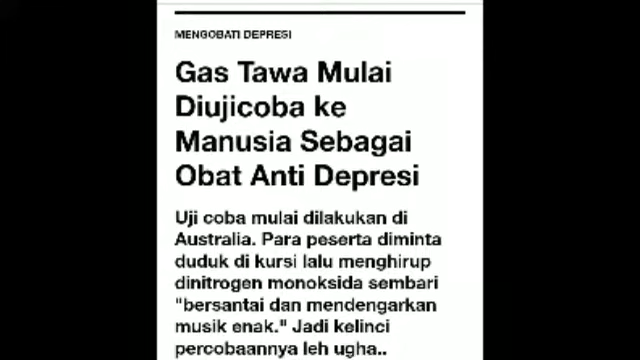 MENGOBATI DEPRESI
Gas Tawa Mulai
Diujicoba ke
Manusia Sebagai
Obat Anti Depresi
Uji coba mulai dilakukan di
Australia. Para peserta diminta
duduk di kursi lalu menghirup
dinitrogen monoksida sembari
"bersantai dan mendengarkan
musik enak." Jadi kelinci
percobaannya leh ugha..